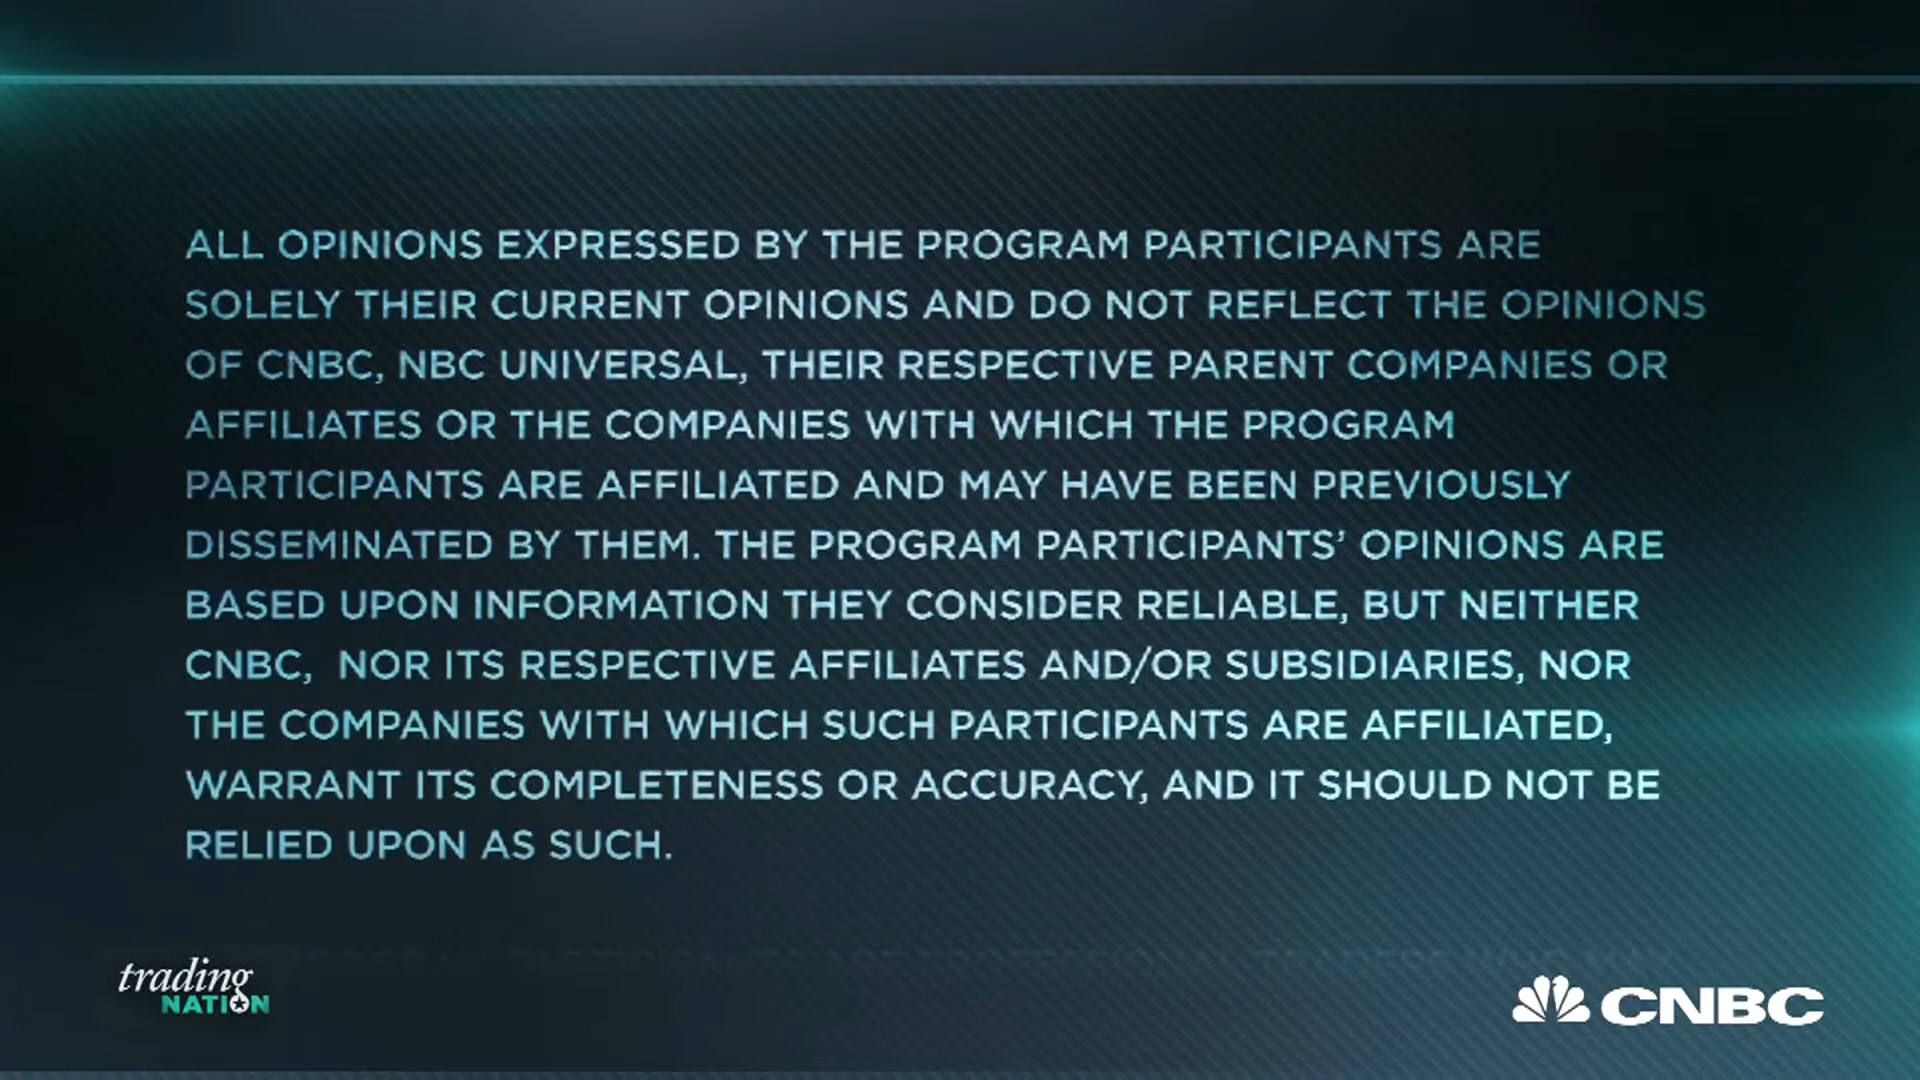 ALL OPINIONS EXPRESSED BY THE PROGRAM PARTICIPANTS ARE
SOLELY THEIR CURRENT OPINIONS AND DO NOT REFLECT THE OPINIONS
OF CNBC, NBC UNIVERSAL, THEIR RESPECTIVE PARENT COMPANIES OR
AFFILIATES OR THE COMPANIES WITH WHICH THE PROGRAM
PARTICIPANTS ARE AFFILIATED AND MAY HAVE BEEN PREVIOUSLY
DISSEMINATED BY THEM. THE PROGRAM PARTICIPANTS’ OPINIONS ARE
BASED UPON INFORMATION THEY CONSIDER RELIABLE, BUT NEITHER
CNBC,  NOR ITS RESPECTIVE AFFILIATES AND/OR SUBSIDIARIES, NOR
THE COMPANIES WITH WHICH SUCH PARTICIPANTS ARE AFFILIATED,
WARRANT ITS COMPLETENESS OR ACCURACY, AND IT SHOULD NOT BE
RELIED UPON AS SUCH.
trading
NATION
CNBC